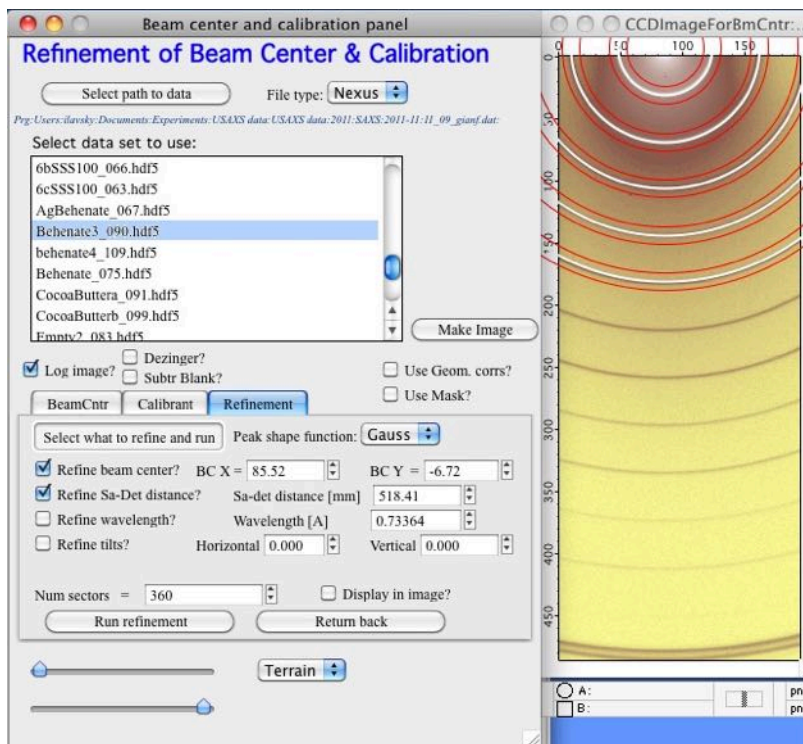 Beam center and calibration panel
CCDImageForBmCntr:...
Refinement of Beam Center & Calibration
Select path to data
File type: Nexus
Prg:Users:ilavsky:Documents:Experiments:USAXS data:USAXS data:2011:SAXS:2011-11:11_09_gianf.dat:
Select data set to use:
6bSSS100_066.hdf5
6cSSS100_063.hdf5
AgBehenate_067.hdf5
Behenate3_090.hdf5
behenate4_109.hdf5
Behenate_075.hdf5
CocoaButtera_091.hdf5
CocoaButterb_099.hdf5
Empty2_083.hdf5
Make Image
Log image?
Dezinger?
Subtr Blank?
Use Geom. corrs?
Use Mask?
BeamCntr Calibrant Refinement
Select what to refine and run Peak shape function: Gauss
Refine beam center? BC X = 85.52 BC Y = -6.72
Refine Sa-Det distance? Sa-det distance [mm] 518.41
Refine wavelength? Wavelength [A] 0.73364
Refine tilts? Horizontal 0.000 Vertical 0.000
Num sectors = 360 Display in image?
Run refinement Return back
Terrain
0 50 100 150
0
50
100
150
200
250
300
350
400
450
A:
B:
pn
pn